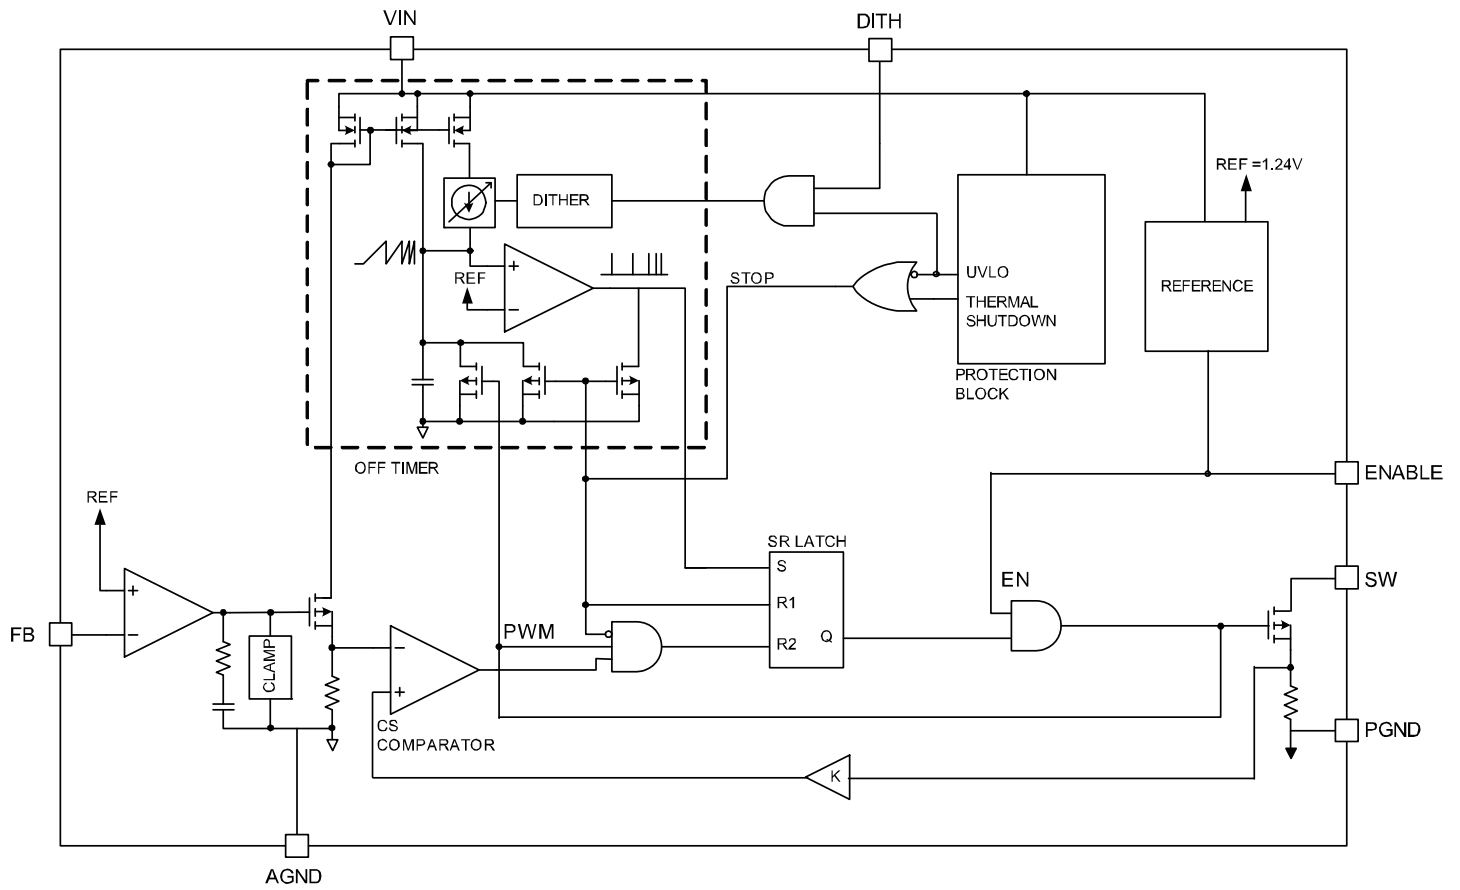 VIN
DITH
REF =1.24V
DITHER
REF
+
−
STOP
UVLO
THERMAL
SHUTDOWN
REFERENCE
PROTECTION
BLOCK
OFF TIMER
ENABLE
REF
SR LATCH
S
R1
R2
Q
EN
SW
+
−
FB
PWM
CLAMP
−
+
CS
COMPARATOR
K
PGND
AGND